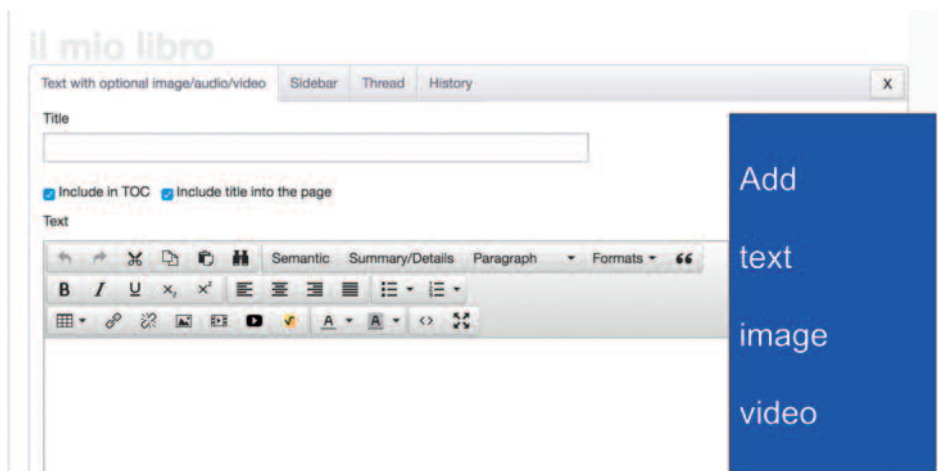 il mio libro
Text with optional image/audio/video Sidebar Thread History X
Title
Include in TOC Include title into the page
Text
Semantic Summary/Details Paragraph Formats
B I U x, x²
A A
Add
text
image
video